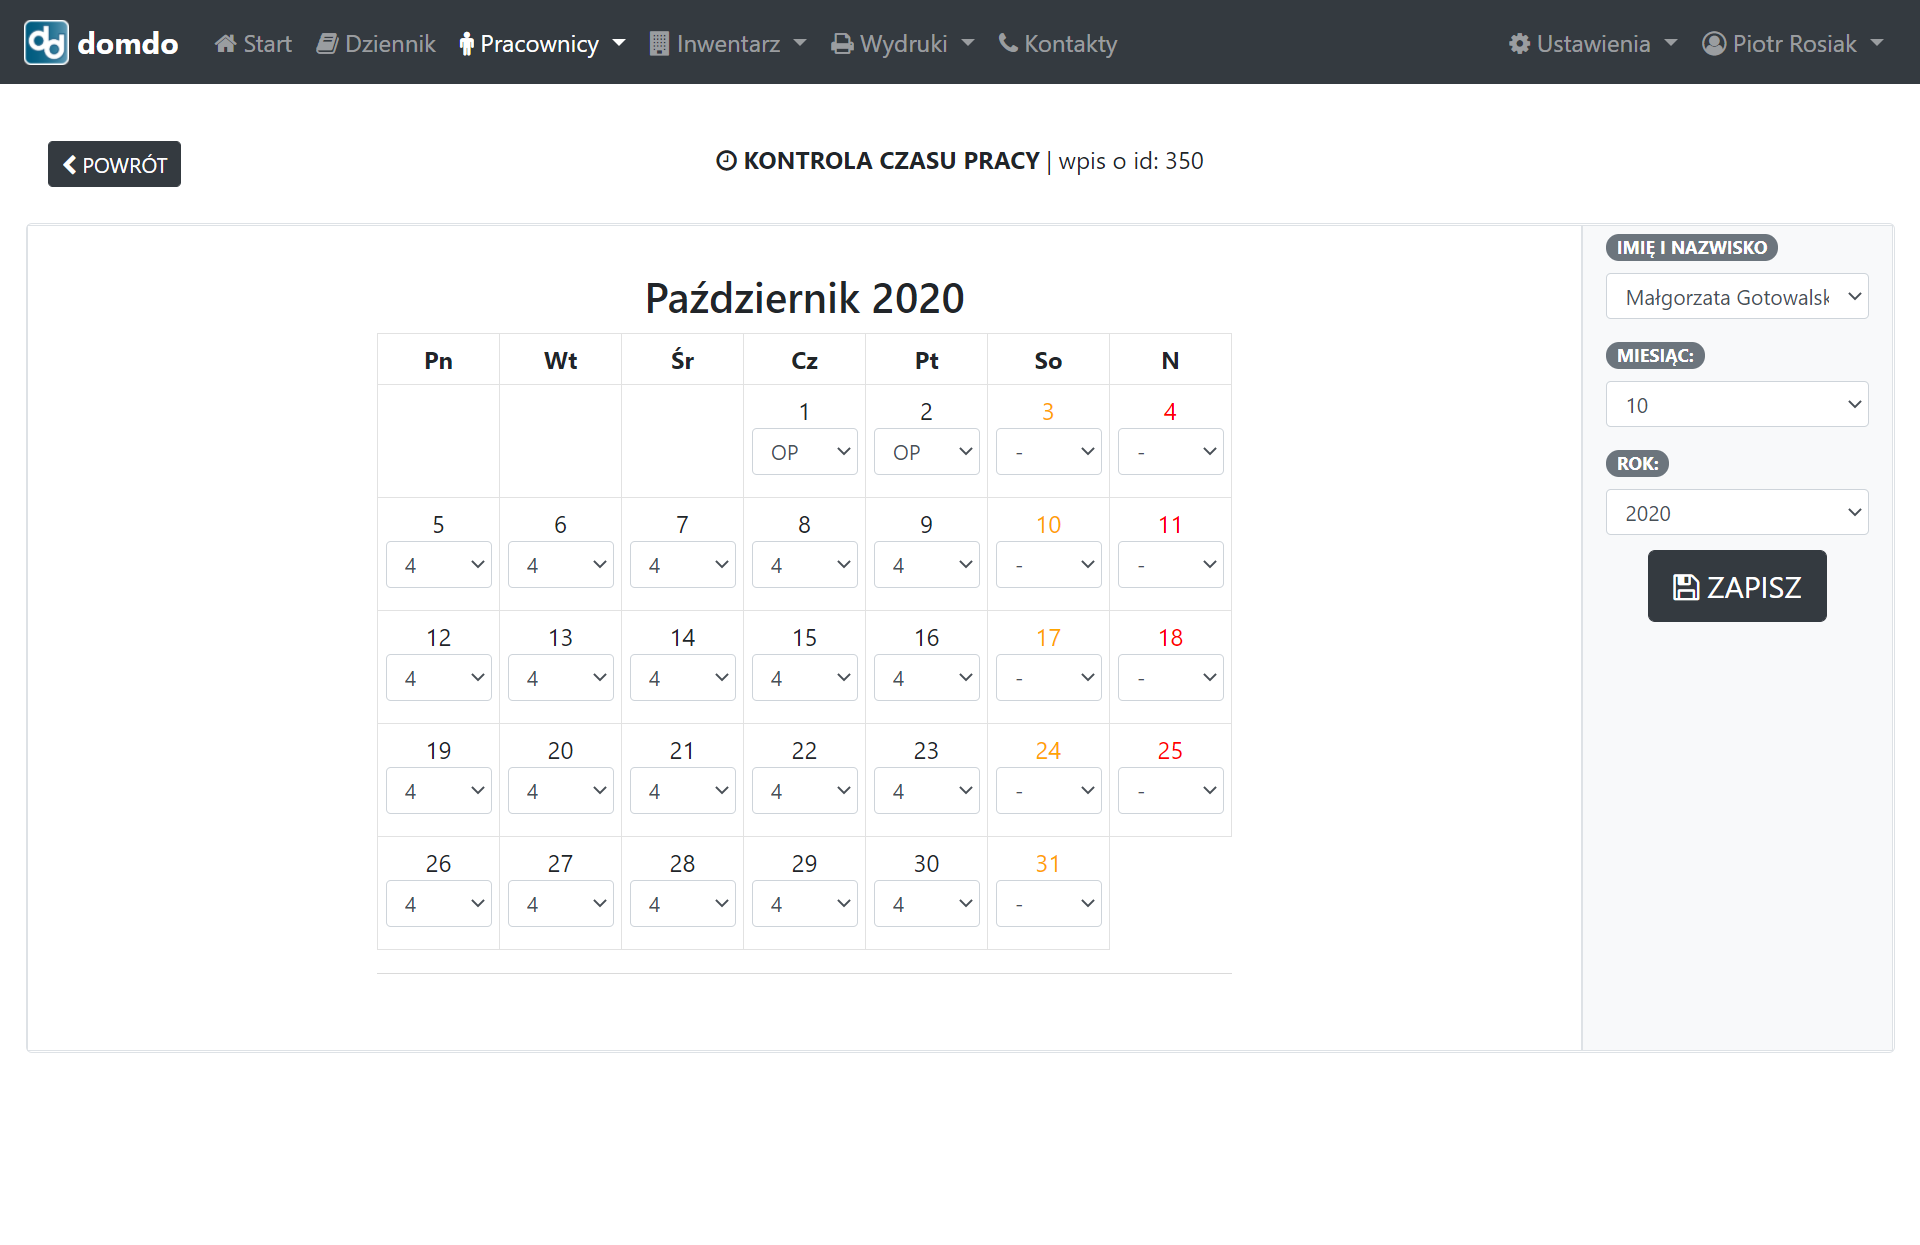 domdo Start Dziennik Pracownicy Inwentarz Wydruki Kontakty Ustawienia Piotr Rosiak
POWRÓT
KONTROLA CZASU PRACY | wpis o id: 350
Październik 2020
Pn Wt Śr Cz Pt So N
1 2 3 4
OP OP - -
5 6 7 8 9 10 11
4 4 4 4 4 - -
12 13 14 15 16 17 18
4 4 4 4 4 - -
19 20 21 22 23 24 25
4 4 4 4 4 - -
26 27 28 29 30 31
4 4 4 4 4 -
IMIĘ I NAZWISKO
Małgorzata Gotowalsk
MIESIĄC:
10
ROK:
2020
ZAPISZ